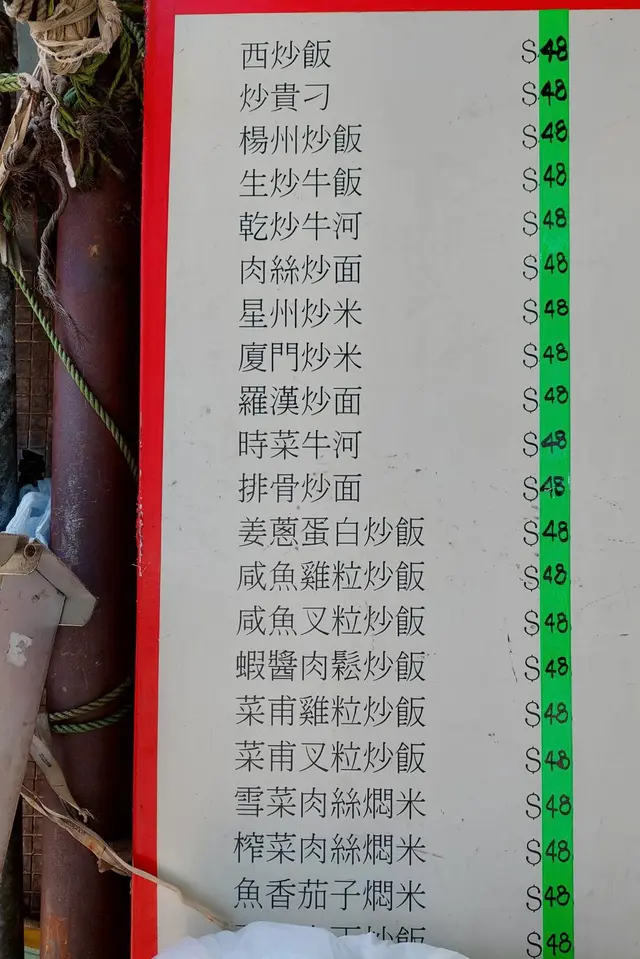 西炒飯 $48
炒貴刁 $48
楊州炒飯 $48
生炒牛飯 $48
乾炒牛河 $48
肉絲炒面 $48
星州炒米 $48
廈門炒米 $48
羅漢炒面 $48
時菜牛河 $48
排骨炒面 $48
姜蔥蛋白炒飯 $48
咸魚雞粒炒飯 $48
咸魚叉粒炒飯 $48
蝦醬肉鬆炒飯 $48
菜甫雞粒炒飯 $48
菜甫叉粒炒飯 $48
雪菜肉絲燜米 $48
榨菜肉絲燜米 $48
魚香茄子燜米 $48
炒飯 $48